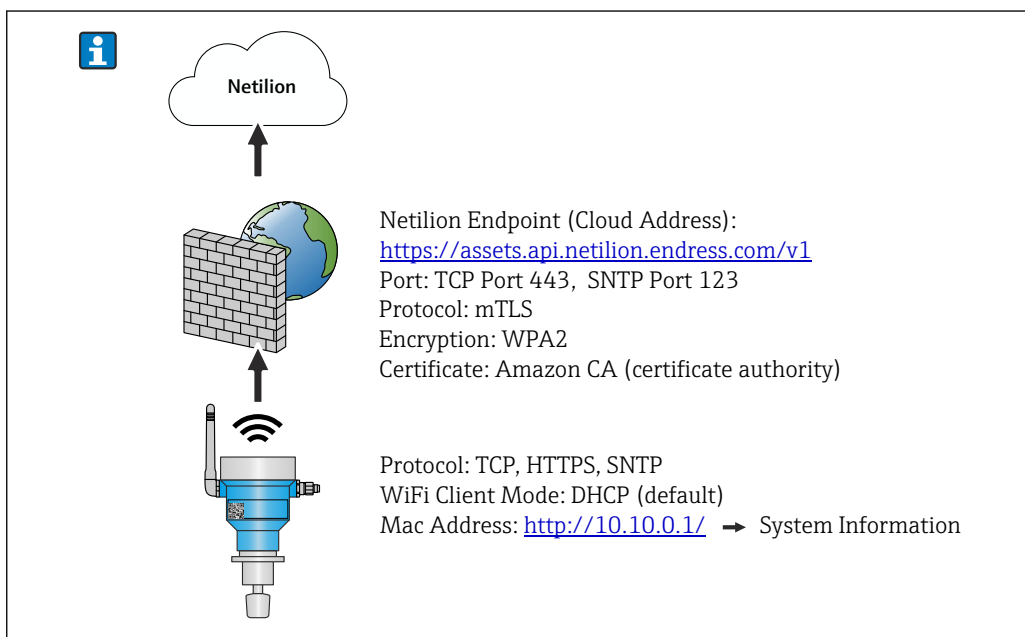 i
Netilion
Netilion Endpoint (Cloud Address):
https://assets.api.netilion.endress.com/v1
Port: TCP Port 443, SNTP Port 123
Protocol: mTLS
Encryption: WPA2
Certificate: Amazon CA (certificate authority)
Protocol: TCP, HTTPS, SNTP
WiFi Client Mode: DHCP (default)
Mac Address: http://10.10.0.1/ → System Information